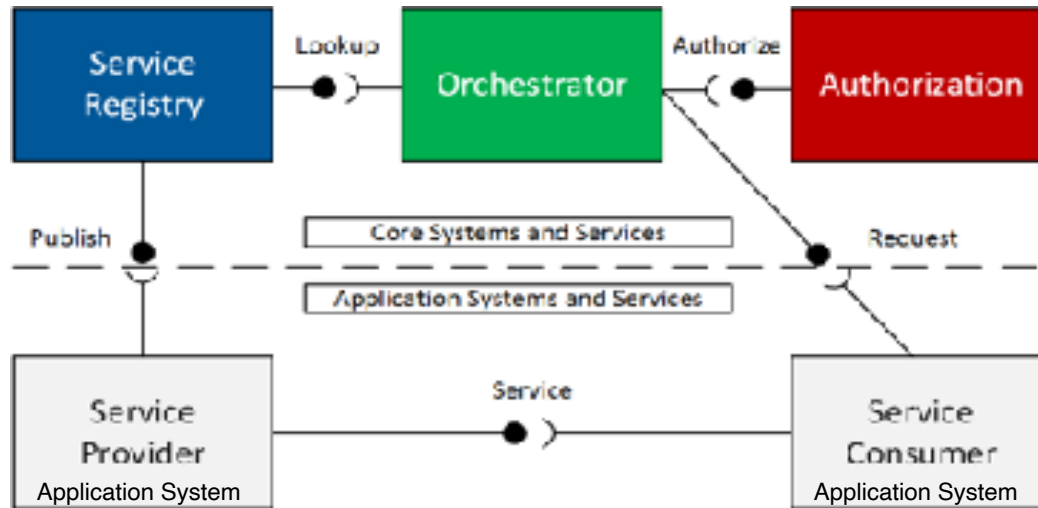 Lookup
Authorize
Service
Registry
Orchestrator
Authorization
Publish
Core Systems and Services
Request
Application Systems and Services
Service
Service
Provider
Application System
Service
Consumer
Application System